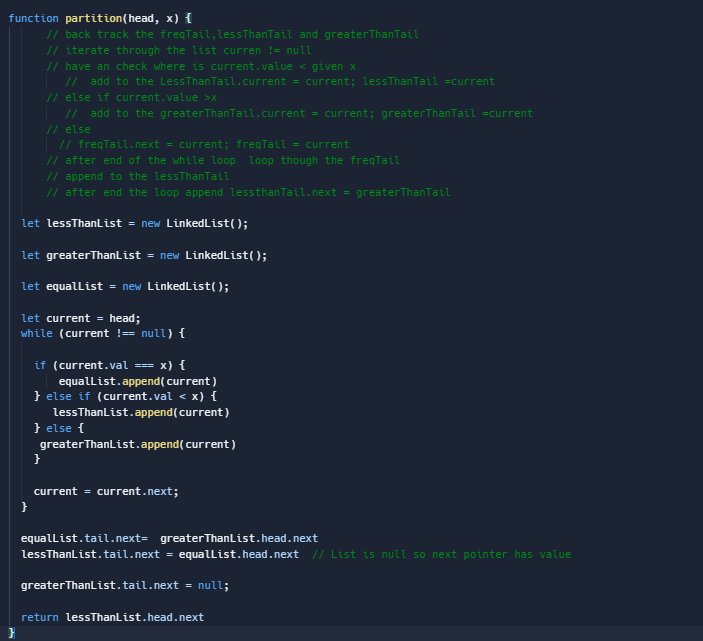 function partition(head, x) {
// back track the freqTail,lessThanTail and greaterThanTail
// iterate through the list curren != null
// have an check where is current.value < given x
//  add to the LessThanTail.current = current; lessThanTail =current
// else if current.value >x
//  add to the greaterThanTail.current = current; greaterThanTail =current
// else
// freqTail.next = current; freqTail = current
// after end of the while loop  loop though the freqTail
// append to the lessThanTail
// after end the loop append lessthanTail.next = greaterThanTail
let lessThanList = new LinkedList();
let greaterThanList = new LinkedList();
let equalList = new LinkedList();
let current = head;
while (current !== null) {
if (current.val === x) {
equalList.append(current)
} else if (current.val < x) {
lessThanList.append(current)
} else {
greaterThanList.append(current)
}
current = current.next;
}
equalList.tail.next=  greaterThanList.head.next
lessThanList.tail.next = equalList.head.next  // List is null so next pointer has value
greaterThanList.tail.next = null;
return lessThanList.head.next
}